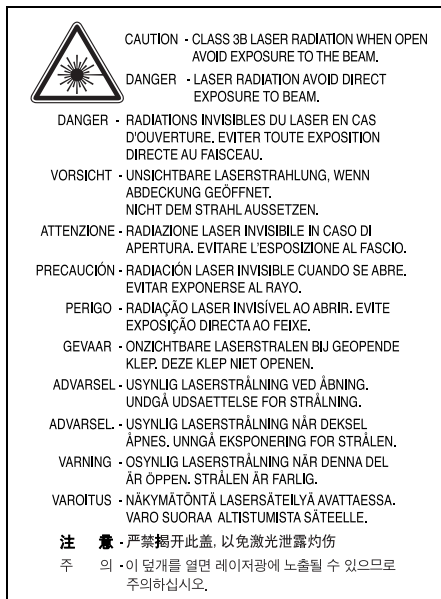 CAUTION - CLASS 3B LASER RADIATION WHEN OPEN
AVOID EXPOSURE TO THE BEAM.
DANGER - LASER RADIATION AVOID DIRECT
EXPOSURE TO BEAM.
DANGER - RADIATIONS INVISIBLES DU LASER EN CAS
D'OUVERTURE. EVITER TOUTE EXPOSITION
DIRECTE AU FAISCEAU.
VORSICHT - UNSICHTBARE LASERSTRAHLUNG, WENN
ABDECKUNG GEÖFFNET.
NICHT DEM STRAHL AUSSETZEN.
ATTENZIONE - RADIAZIONE LASER INVISIBILE IN CASO DI
APERTURA. EVITARE L'ESPOSIZIONE AL FASCIO.
PRECAUCIÓN - RADIACIÓN LASER INVISIBLE CUANDO SE ABRE.
EVITAR EXPONERSE AL RAYO.
PERIGO - RADIAÇÃO LASER INVISÍVEL AO ABRIR. EVITE
EXPOSIÇÃO DIRECTA AO FEIXE.
GEVAAR - ONZICHTBARE LASERSTRALEN BIJ GEOPENDE
KLEP. DEZE KLEP NIET OPENEN.
ADVARSEL - USYNLIG LASERSTRÅLNING VED ÅBNING.
UNDGÅ UDSAETTELSE FOR STRÅLNING.
ADVARSEL. - USYNLIG LASERSTRÅLNING NÅR DEKSEL
ÅPNES. UNNGÅ EKSPONERING FOR STRÅLEN.
VARNING - OSYNLIG LASERSTRÅLNING NÄR DENNA DEL
ÄR ÖPPEN. STRÅLEN ÄR FARLIG.
VAROITUS - NÄKYMÄTÖNTÄ LASERSÄTEILYÄ AVATTAESSA.
VARO SUORAA ALTISTUMISTA SÄTEELLE.
注 意 - 严禁揭开此盖, 以免激光泄露灼伤
주 의 - 이 덮개를 열면 레이저광에 노출될 수 있으므로
주의하십시오.